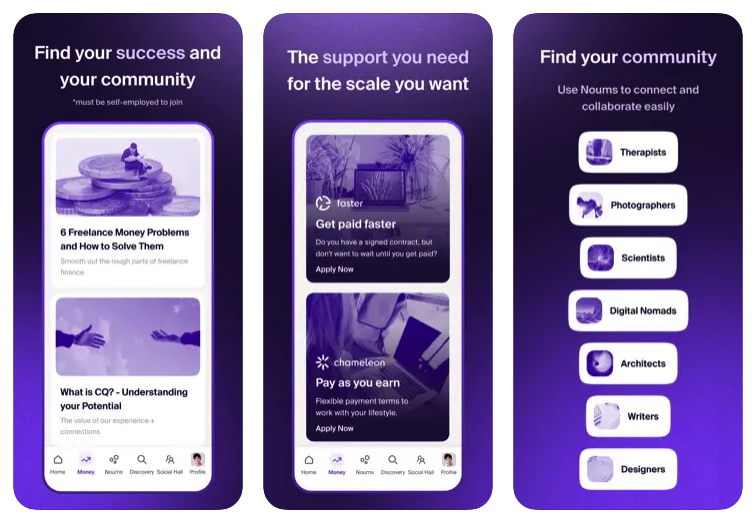 Find your success and
your community
*must be self-employed to join
6 Freelance Money Problems
and How to Solve Them
Smooth out the rough parts of freelance
finance
What is CQ? - Understanding
your Potential
The value of our experience +
connections
Home
Money
Noums
Discovery
Social Hall
Profile
The support you need
for the scale you want
faster
Get paid faster
Do you have a signed contract, but
don't want to wait until you get paid?
Apply Now
chameleon
Pay as you earn
Flexible payment terms to
work with your lifestyle.
Apply Now
Home
Money
Noums
Discovery
Social Hall
Profile
Find your community
Use Noums to connect and
collaborate easily
Therapists
Photographers
Scientists
Digital Nomads
Architects
Writers
Designers